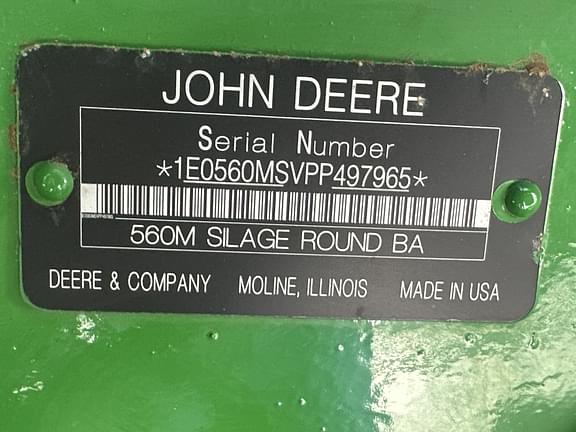 JOHN DEERE
Serial Number
*1E0560MSVPP497965*
560M SILAGE ROUND BA
DEERE & COMPANY MOLINE, ILLINOIS MADE IN USA